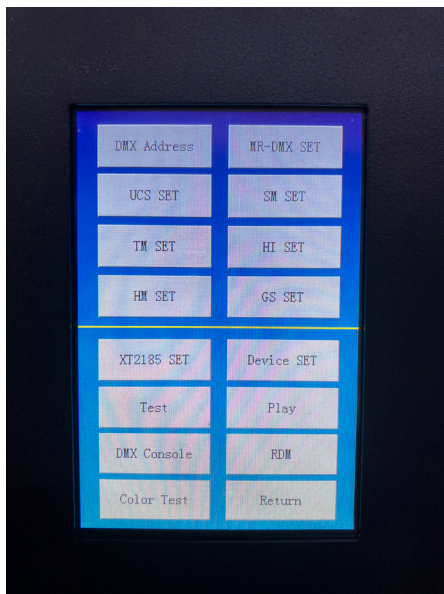 DMX Address MR-DMX SET
UCS SET SM SET
TM SET HI SET
HM SET GS SET
XT2185 SET Device SET
Test Play
DMX Console RDM
Color Test Return